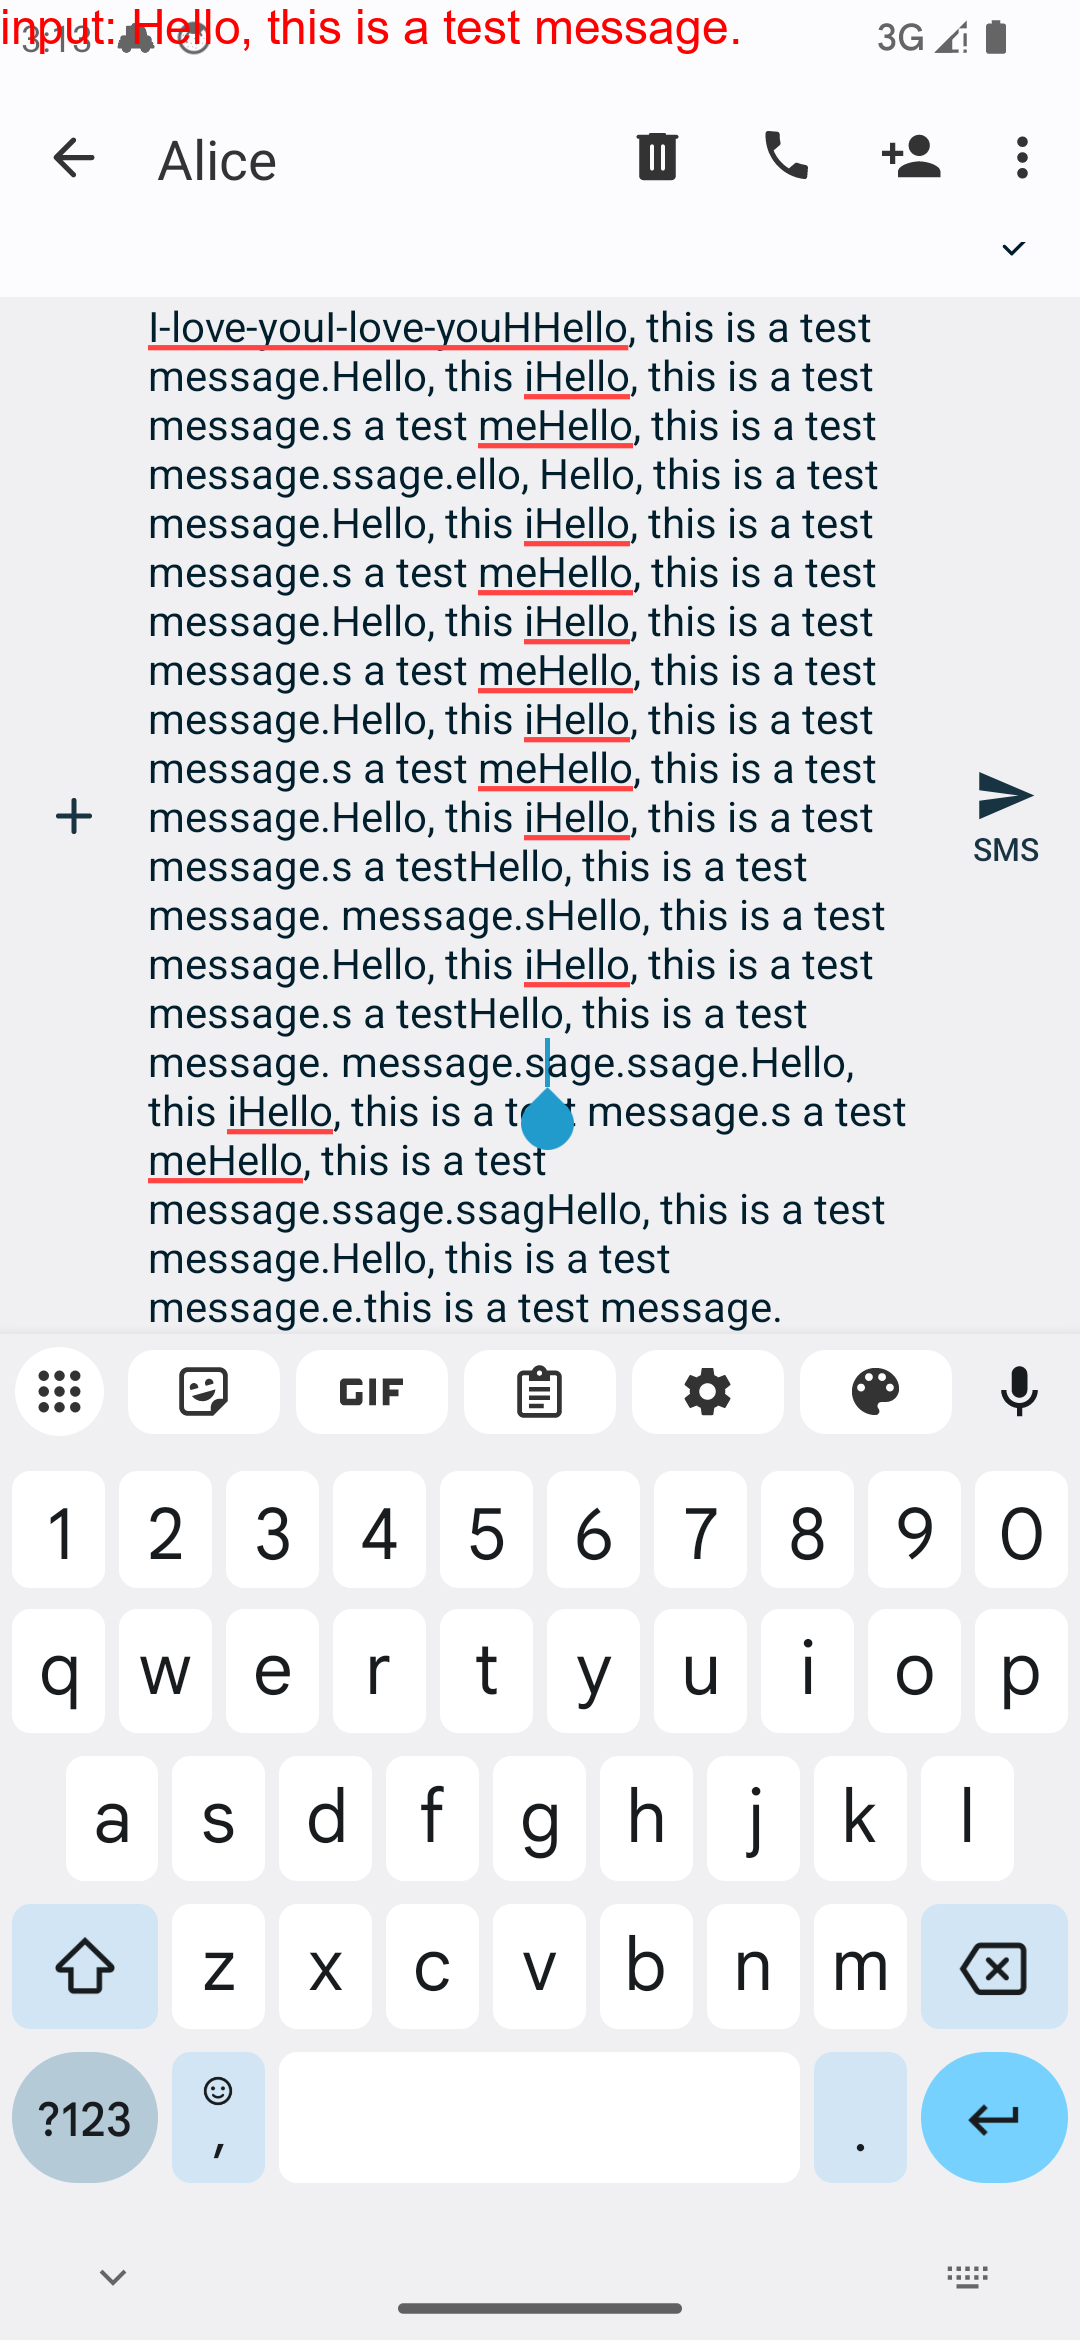 input: Hello, this is a test message.
3:13
3G
Alice
I-love-youI-love-youHHello, this is a test
message.Hello, this iHello, this is a test
message.s a test meHello, this is a test
message.ssage.ello, Hello, this is a test
message.Hello, this iHello, this is a test
message.s a test meHello, this is a test
message.Hello, this iHello, this is a test
message.s a test meHello, this is a test
message.Hello, this iHello, this is a test
message.s a test meHello, this is a test
message.Hello, this iHello, this is a test
message.s a testHello, this is a test
message. message.sHello, this is a test
message.Hello, this iHello, this is a test
message.s a testHello, this is a test
message. message.sage.ssage.Hello,
this iHello, this is a test message.s a test
meHello, this is a test
message.ssage.ssagHello, this is a test
message.Hello, this is a test
message.e.this is a test message.
SMS
GIF
1 2 3 4 5 6 7 8 9 0
q w e r t y u i o p
a s d f g h j k l
z x c v b n m
?123 , .